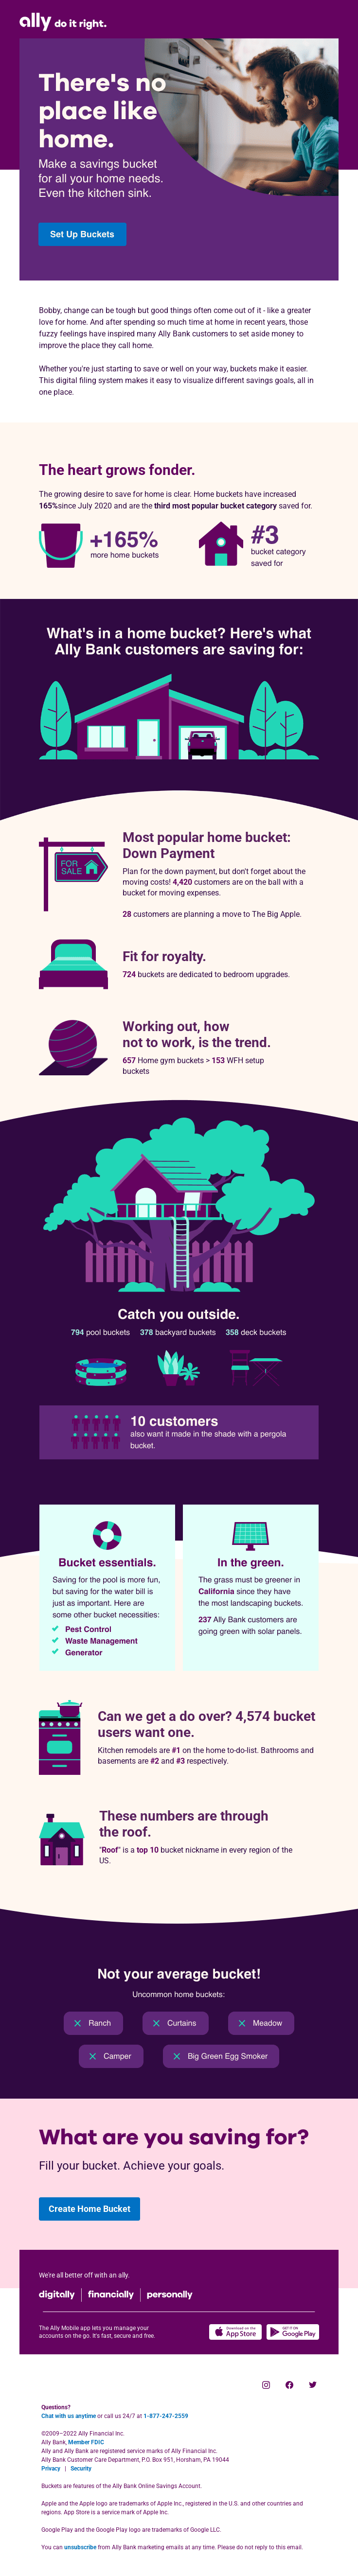 ally do it right.
There's no
place like
home.
Make a savings bucket
for all your home needs.
Even the kitchen sink.
Set Up Buckets
Bobby, change can be tough but good things often come out of it - like a greater
love for home. And after spending so much time at home in recent years, those
fuzzy feelings have inspired many Ally Bank customers to set aside money to
improve the place they call home.
Whether you're just starting to save or well on your way, buckets make it easier.
This digital filing system makes it easy to visualize different savings goals, all in
one place.
The heart grows fonder.
The growing desire to save for home is clear. Home buckets have increased
165%since July 2020 and are the third most popular bucket category saved for.
+165%
more home buckets
#3
bucket category
saved for
What's in a home bucket? Here's what
Ally Bank customers are saving for:
FOR
SALE
Most popular home bucket:
Down Payment
Plan for the down payment, but don't forget about the
moving costs! 4,420 customers are on the ball with a
bucket for moving expenses.
28 customers are planning a move to The Big Apple.
Fit for royalty.
724 buckets are dedicated to bedroom upgrades.
Working out, how
not to work, is the trend.
657 Home gym buckets > 153 WFH setup
buckets
Catch you outside.
794 pool buckets 378 backyard buckets 358 deck buckets
10 customers
also want it made in the shade with a pergola
bucket.
Bucket essentials.
Saving for the pool is more fun,
but saving for the water bill is
just as important. Here are
some other bucket necessities:
Pest Control
Waste Management
Generator
In the green.
The grass must be greener in
California since they have
the most landscaping buckets.
237 Ally Bank customers are
going green with solar panels.
Can we get a do over? 4,574 bucket
users want one.
Kitchen remodels are #1 on the home to-do-list. Bathrooms and
basements are #2 and #3 respectively.
These numbers are through
the roof.
"Roof" is a top 10 bucket nickname in every region of the
US.
Not your average bucket!
Uncommon home buckets:
Ranch
Curtains
Meadow
Camper
Big Green Egg Smoker
What are you saving for?
Fill your bucket. Achieve your goals.
Create Home Bucket
We're all better off with an ally.
digitally | financially | personally
The Ally Mobile app lets you manage your
accounts on the go. It's fast, secure and free.
Download on the
App Store
GET IT ON
Google Play
Questions?
Chat with us anytime or call us 24/7 at 1-877-247-2559
©2009–2022 Ally Financial Inc.
Ally Bank, Member FDIC
Ally and Ally Bank are registered service marks of Ally Financial Inc.
Ally Bank Customer Care Department, P.O. Box 951, Horsham, PA 19044
Privacy | Security
Buckets are features of the Ally Bank Online Savings Account.
Apple and the Apple logo are trademarks of Apple Inc., registered in the U.S. and other countries and
regions. App Store is a service mark of Apple Inc.
Google Play and the Google Play logo are trademarks of Google LLC.
You can unsubscribe from Ally Bank marketing emails at any time. Please do not reply to this email.